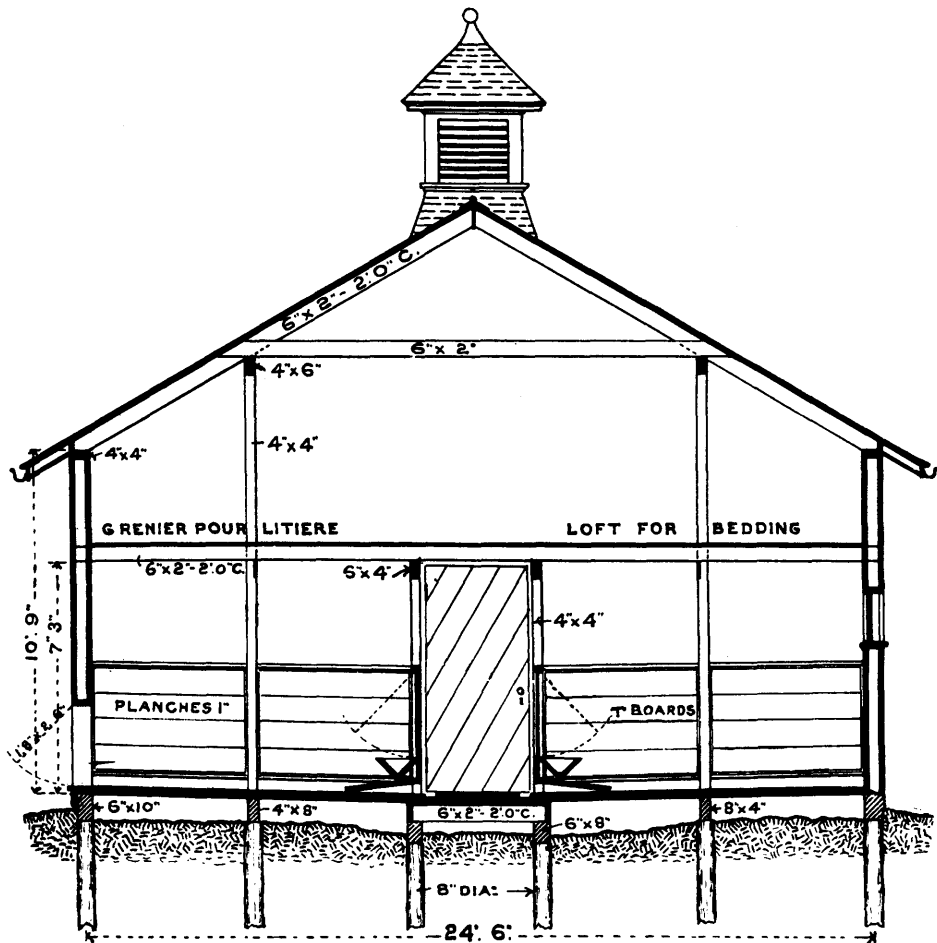 6"x 2"- 2'.0" C.
6"x 2"
4"x 6"
4"x 4"
4"x 4"
GRENIER POUR LITIERE
LOFT FOR BEDDING
6"x 2"-2'.0"C.
6"x 4"
10'. 9"
7' 3"
4"x 4"
PLANCHES 1"
1" BOARDS
6"x 10"
4"x 8"
6"x 2"- 2'.0"C.
6"x 8"
8"x 4"
8" DIA.
24'. 6".